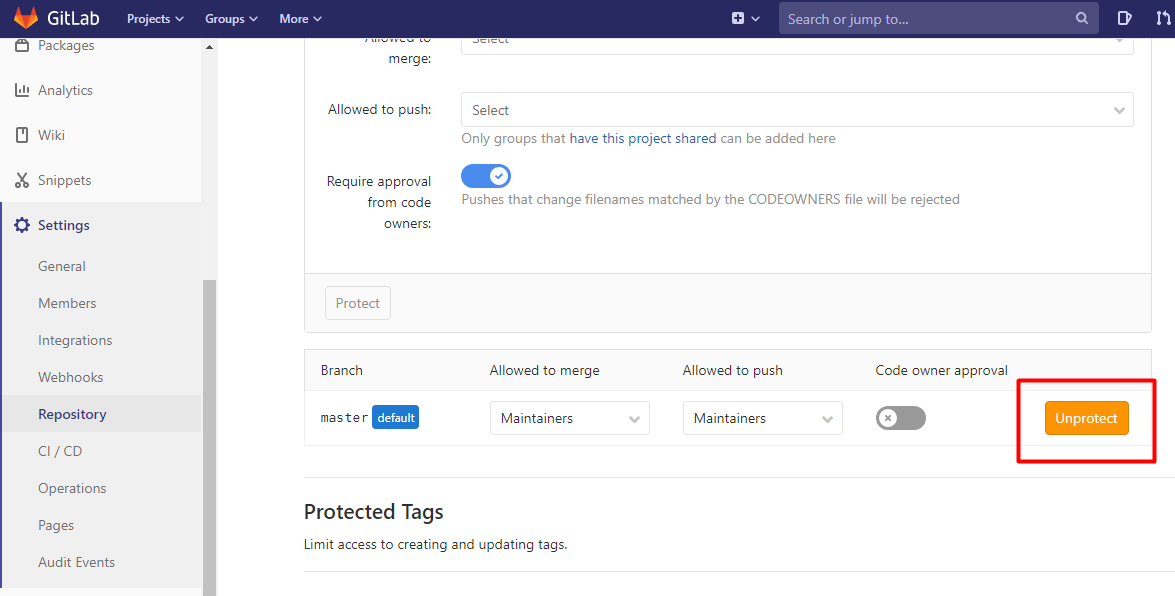 GitLab Projects Groups More Search or jump to...
Packages
Analytics
Wiki
Snippets
Settings
General
Members
Integrations
Webhooks
Repository
CI / CD
Operations
Pages
Audit Events
Allowed to
merge:
Select
Allowed to push:
Select
Only groups that have this project shared can be added here
Require approval
from code
owners:
Pushes that change filenames matched by the CODEOWNERS file will be rejected
Protect
Branch Allowed to merge Allowed to push Code owner approval
master default Maintainers Maintainers Unprotect
Protected Tags
Limit access to creating and updating tags.